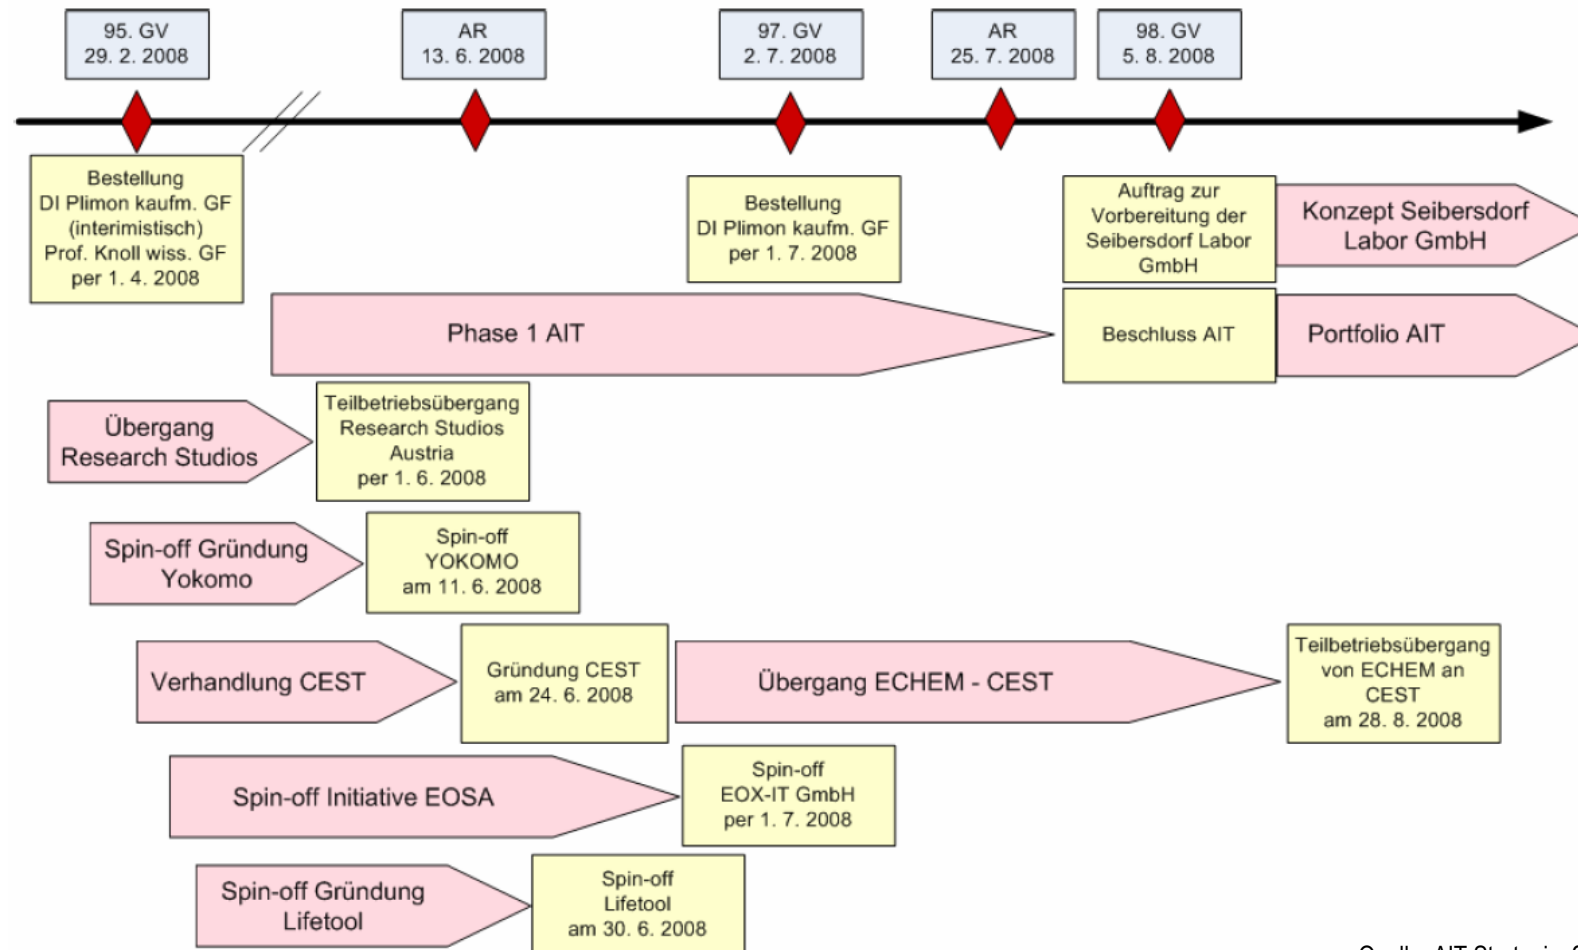 95. GV
29. 2. 2008
AR
13. 6. 2008
97. GV
2. 7. 2008
AR
25. 7. 2008
98. GV
5. 8. 2008
Bestellung
DI Plimon kaufm. GF
(interimistisch)
Prof. Knoll wiss. GF
per 1. 4. 2008
Bestellung
DI Plimon kaufm. GF
per 1. 7. 2008
Auftrag zur
Vorbereitung der
Seibersdorf Labor
GmbH
Konzept Seibersdorf
Labor GmbH
Phase 1 AIT
Beschluss AIT
Portfolio AIT
Übergang
Research Studios
Teilbetriebsübergang
Research Studios
Austria
per 1. 6. 2008
Spin-off Gründung
Yokomo
Spin-off
YOKOMO
am 11. 6. 2008
Verhandlung CEST
Gründung CEST
am 24. 6. 2008
Übergang ECHEM - CEST
Teilbetriebsübergang
von ECHEM an
CEST
am 28. 8. 2008
Spin-off Initiative EOSA
Spin-off
EOX-IT GmbH
per 1. 7. 2008
Spin-off Gründung
Lifetool
Spin-off
Lifetool
am 30. 6. 2008